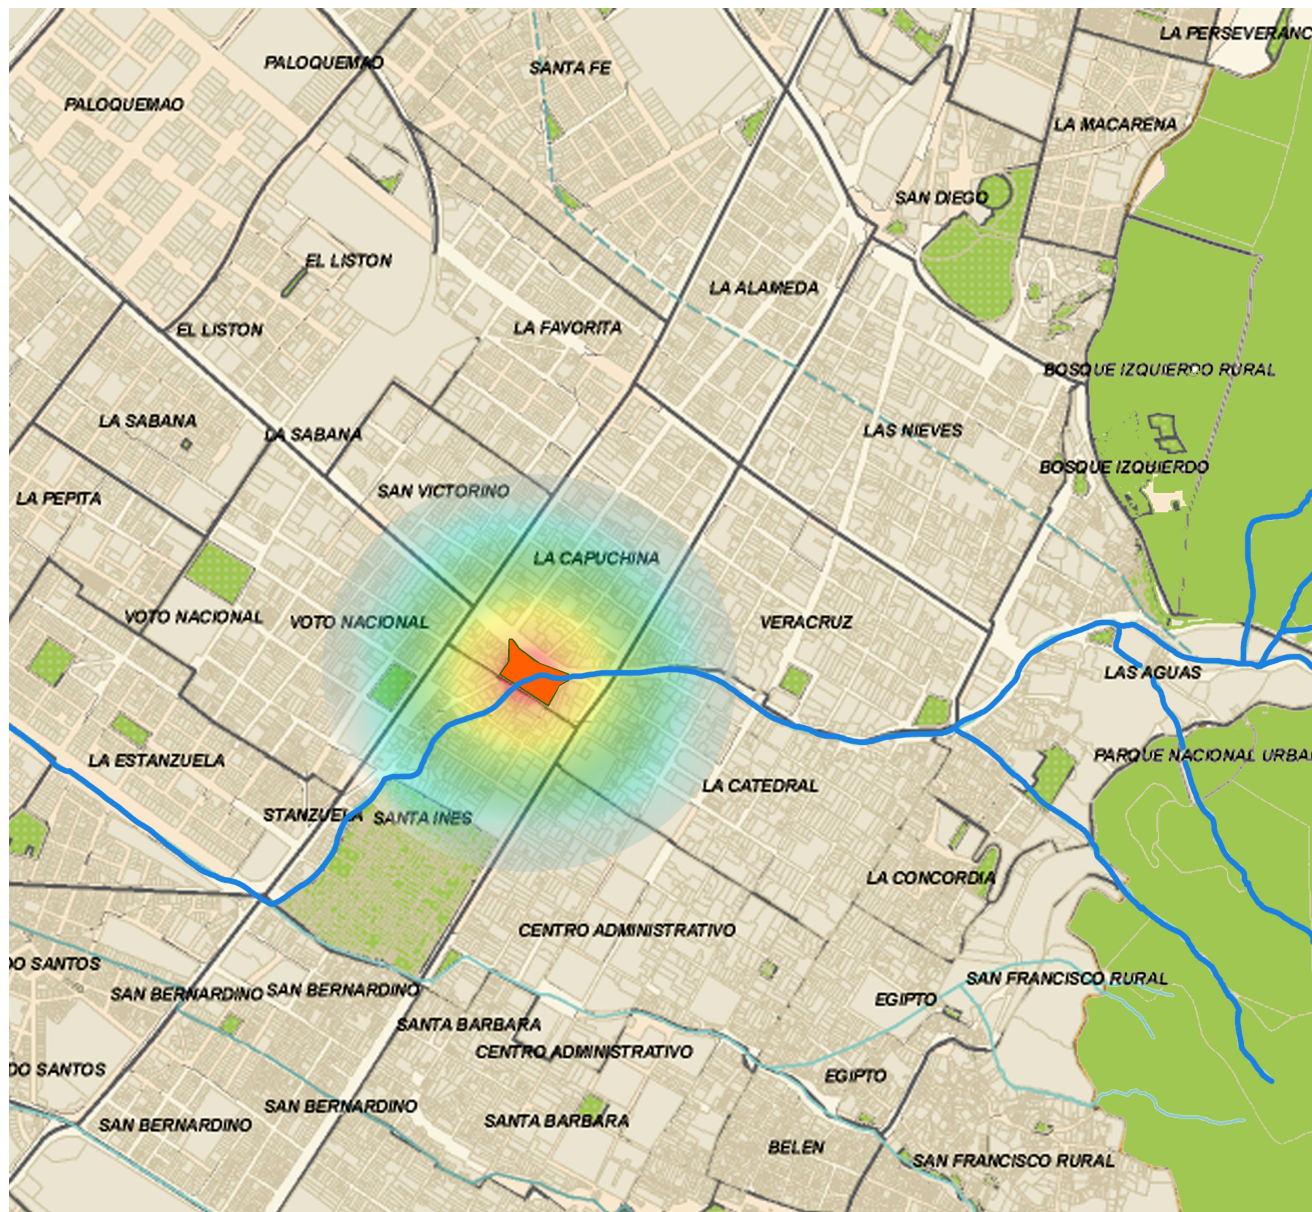 LA PERSEVERANC
PALOQUEMAO
SANTA FE
PALOQUEMAO
LA MACARENA
SAN DIEGO
EL LISTON
LA ALAMEDA
EL LISTON
LA FAVORITA
BOSQUE IZQUIERDO RURAL
LA SABANA
LA SABANA
LAS NIEVES
BOSQUE IZQUIERDO
LA PEPITA
SAN VICTORINO
LA CAPUCHINA
VOTO NACIONAL
VOTO NACIONAL
VERACRUZ
LAS AGUAS
PARQUE NACIONAL URBA
LA ESTANZUELA
LA CATEDRAL
STANZUELA
SANTA INES
LA CONCORDIA
CENTRO ADMINISTRATIVO
DO SANTOS
SAN FRANCISCO RURAL
SAN BERNARDINO
SAN BERNARDINO
EGIPTO
SANTA BARBARA
CENTRO ADMINISTRATIVO
DO SANTOS
EGIPTO
SAN BERNARDINO
SAN BERNARDINO
SANTA BARBARA
BELEN
SAN FRANCISCO RURAL